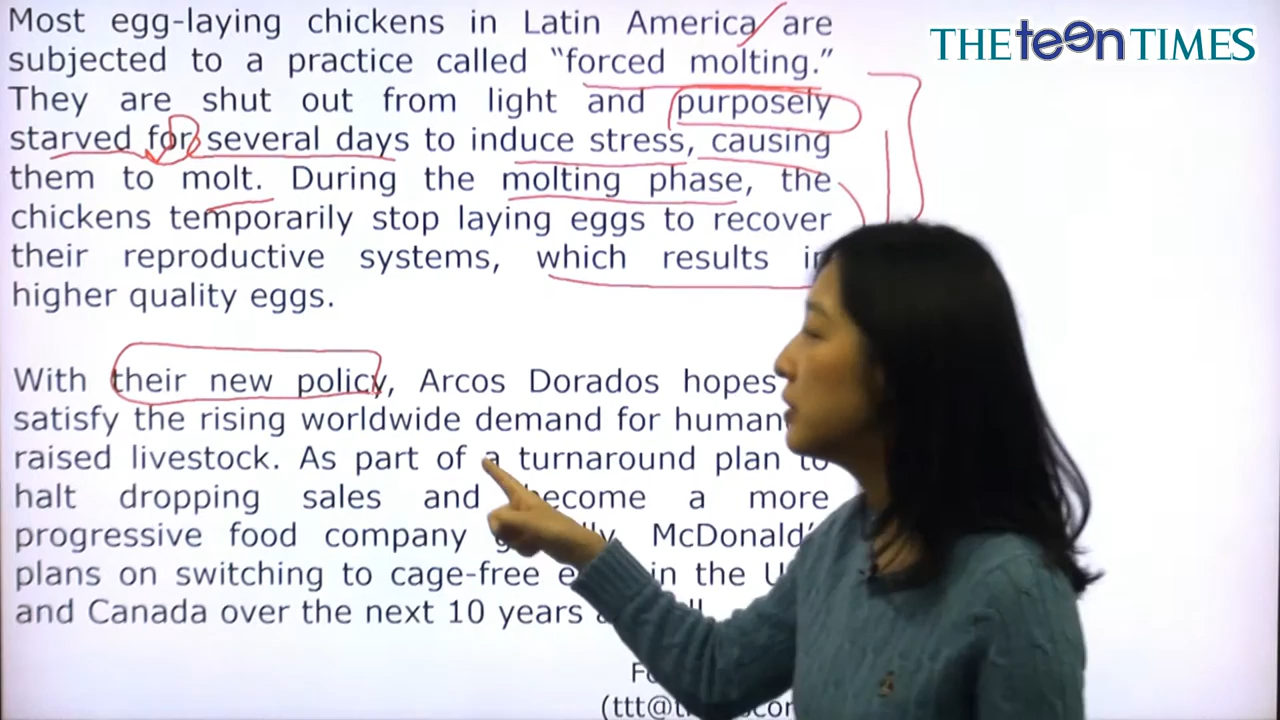 THE teen TIMES
Most egg-laying chickens in Latin America are
subjected to a practice called “forced molting.”
They are shut out from light and purposely
starved for several days to induce stress, causing
them to molt. During the molting phase, the
chickens temporarily stop laying eggs to recover
their reproductive systems, which results in
higher quality eggs.
With their new policy, Arcos Dorados hopes
satisfy the rising worldwide demand for human
raised livestock. As part of a turnaround plan to
halt dropping sales and become a more
progressive food company McDonald’
plans on switching to cage-free in the U
and Canada over the next 10 years
(ttt@